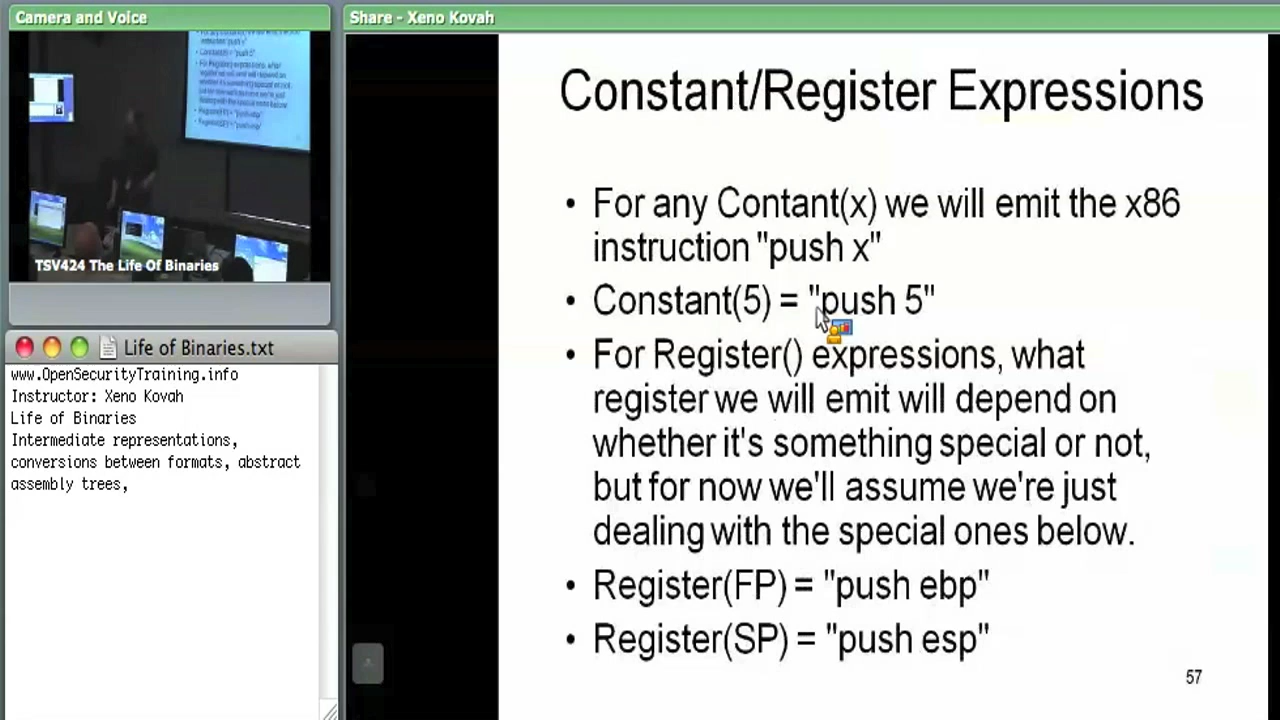 Camera and Voice
TSV424 The Life Of Binaries
Life of Binaries.txt
www.OpenSecurityTraining.info
Instructor: Xeno Kovah
Life of Binaries
Intermediate representations,
conversions between formats, abstract
assembly trees,
Share - Xeno Kovah
Constant/Register Expressions
• For any Contant(x) we will emit the x86
instruction "push x"
• Constant(5) = "push 5"
• For Register() expressions, what
register we will emit will depend on
whether it's something special or not,
but for now we'll assume we're just
dealing with the special ones below.
• Register(FP) = "push ebp"
• Register(SP) = "push esp"
57